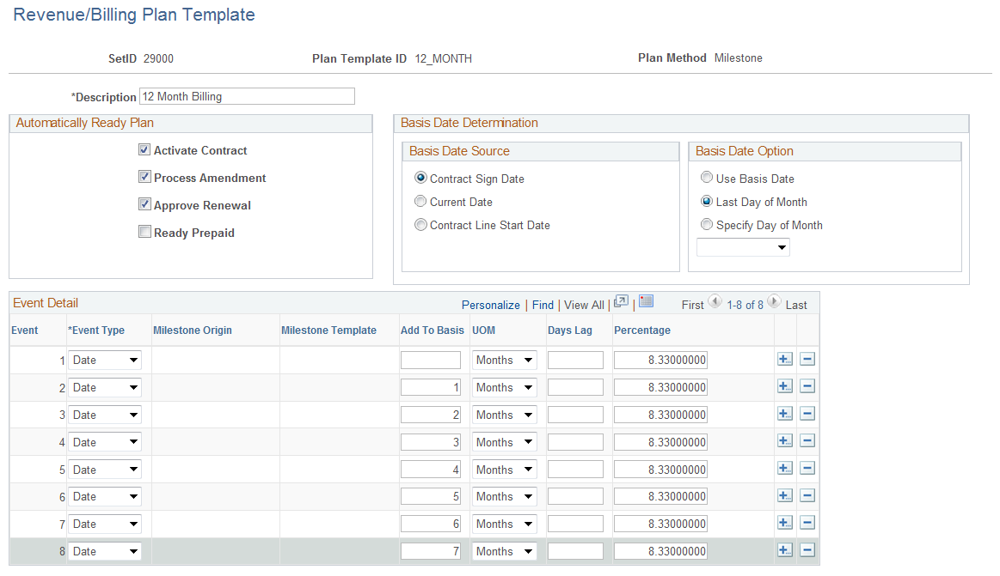 Revenue/Billing Plan Template
SetID 29000 Plan Template ID 12_MONTH Plan Method Milestone
*Description 12 Month Billing
Automatically Ready Plan
Activate Contract
Process Amendment
Approve Renewal
Ready Prepaid
Basis Date Determination
Basis Date Source
Contract Sign Date
Current Date
Contract Line Start Date
Basis Date Option
Use Basis Date
Last Day of Month
Specify Day of Month
Event Detail Personalize | Find | View All | | First 1-8 of 8 Last
Event *Event Type Milestone Origin Milestone Template Add To Basis UOM Days Lag Percentage
1 Date Months 8.33000000
2 Date 1 Months 8.33000000
3 Date 2 Months 8.33000000
4 Date 3 Months 8.33000000
5 Date 4 Months 8.33000000
6 Date 5 Months 8.33000000
7 Date 6 Months 8.33000000
8 Date 7 Months 8.33000000